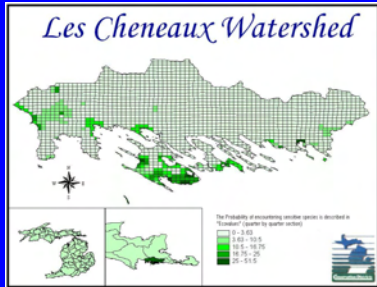 Les Cheneaux Watershed
The Probability of encountering sensitive species is described in
"Ecovalues" (quarter by quarter section)
0 - 3.63
3.63 - 10.5
10.5 - 16.75
16.75 - 25
25 - 51.5